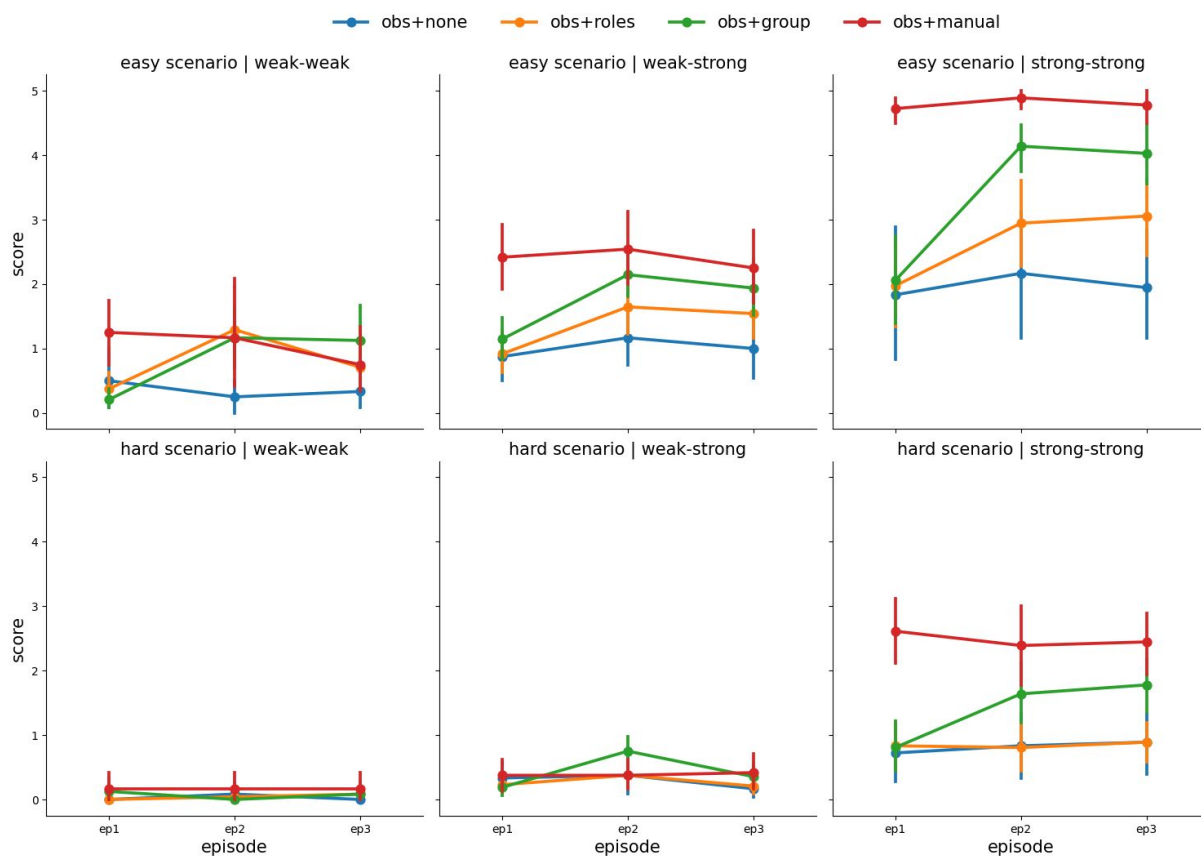 obs+none obs+roles obs+group obs+manual
easy scenario | weak-weak
easy scenario | weak-strong
easy scenario | strong-strong
5
4
3
2
1
0
score
hard scenario | weak-weak
hard scenario | weak-strong
hard scenario | strong-strong
5
4
3
2
1
0
score
ep1 ep2 ep3
episode
ep1 ep2 ep3
episode
ep1 ep2 ep3
episode